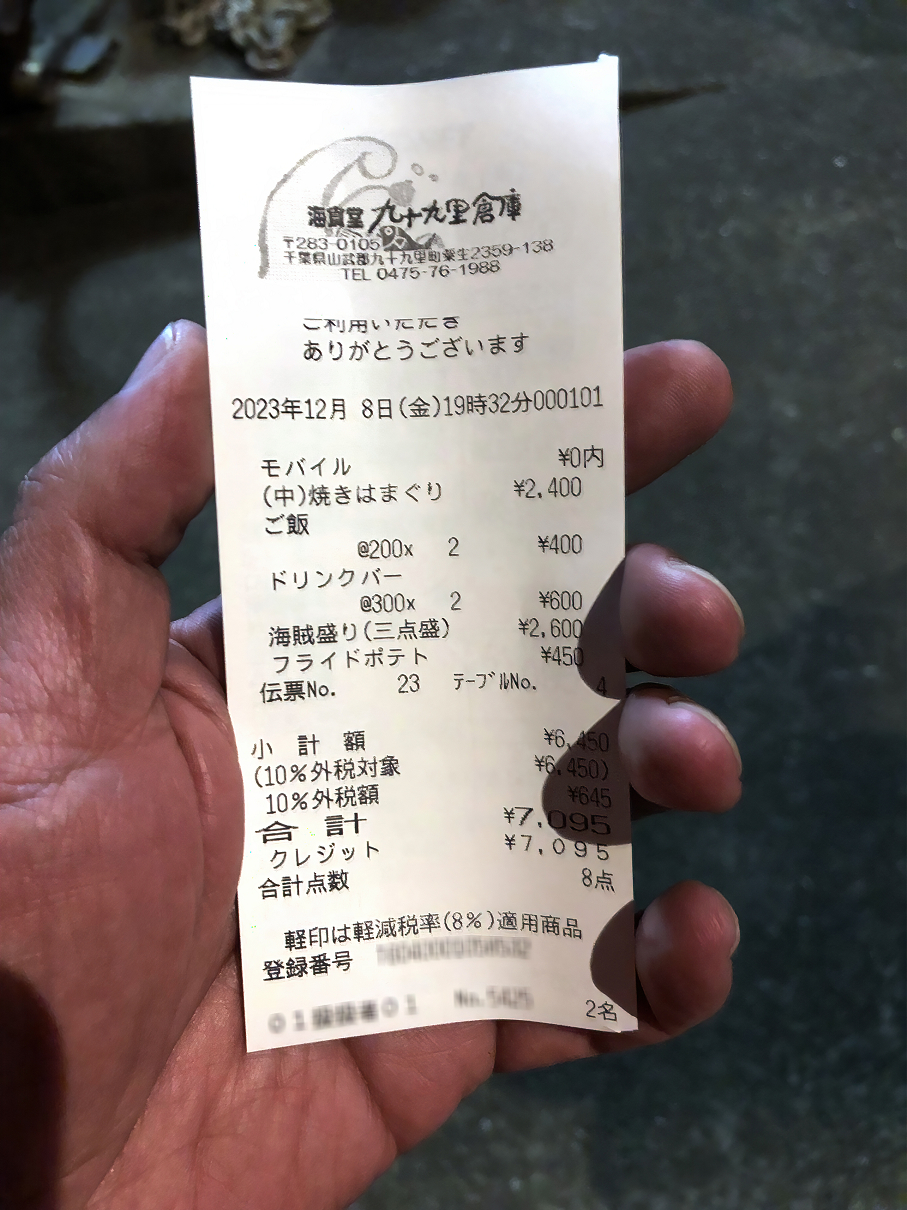 海食堂 九十九里倉庫
〒283-0105
千葉県山武郡九十九里町粟生2359-138
TEL 0475-76-1988
ご利用いただき
ありがとうございます
2023年12月 8日(金)19時32分000101
モバイル ¥0内
(中)焼きはまぐり ¥2,400
ご飯
@200x 2 ¥400
ドリンクバー
@300x 2 ¥600
海賊盛り(三点盛) ¥2,600
フライドポテト ¥450
伝票No. 23 テーブルNo. 4
小 計 額 ¥6,450
(10%外税対象 ¥6,450)
10%外税額 ¥645
合 計 ¥7,095
クレジット ¥7,095
合計点数 8点
軽印は軽減税率(8%)適用商品
登録番号
2名